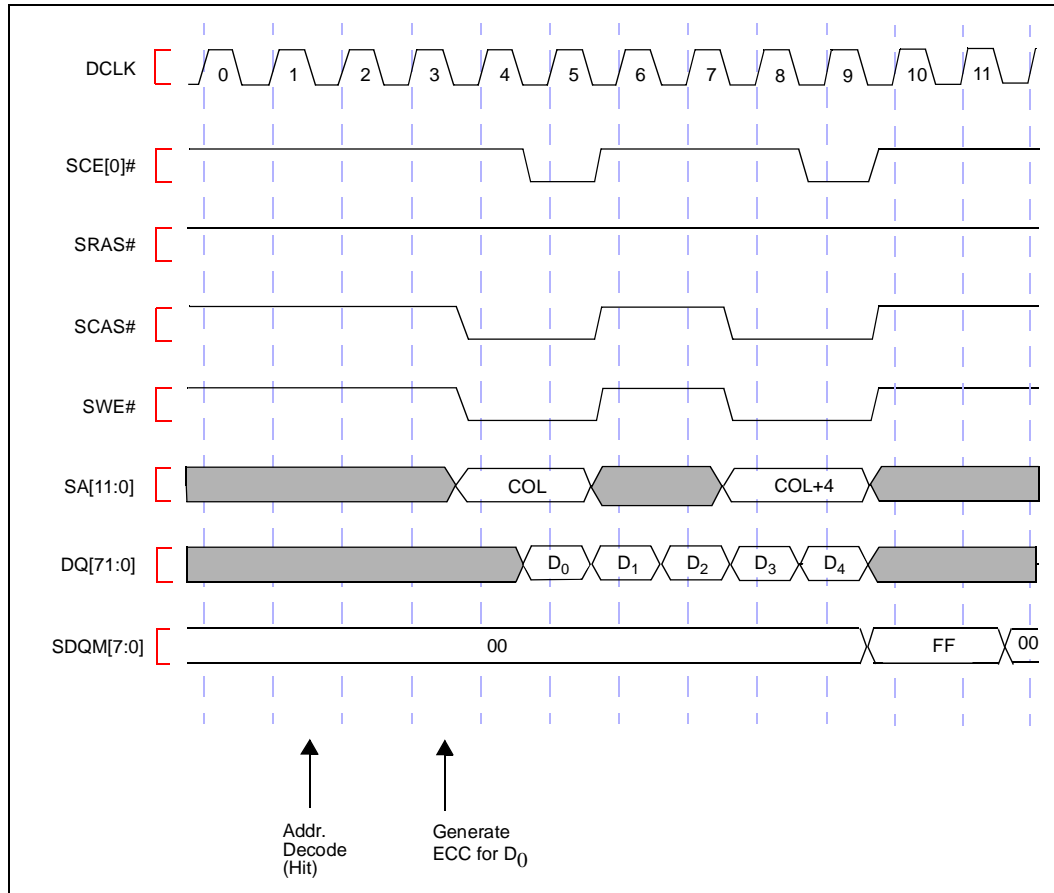 DCLK 0 1 2 3 4 5 6 7 8 9 10 11
SCE[0]#
SRAS#
SCAS#
SWE#
SA[11:0] COL COL+4
DQ[71:0] D0 D1 D2 D3 D4
SDQM[7:0] 00 FF 00
Addr.
Decode
(Hit)
Generate
ECC for D0